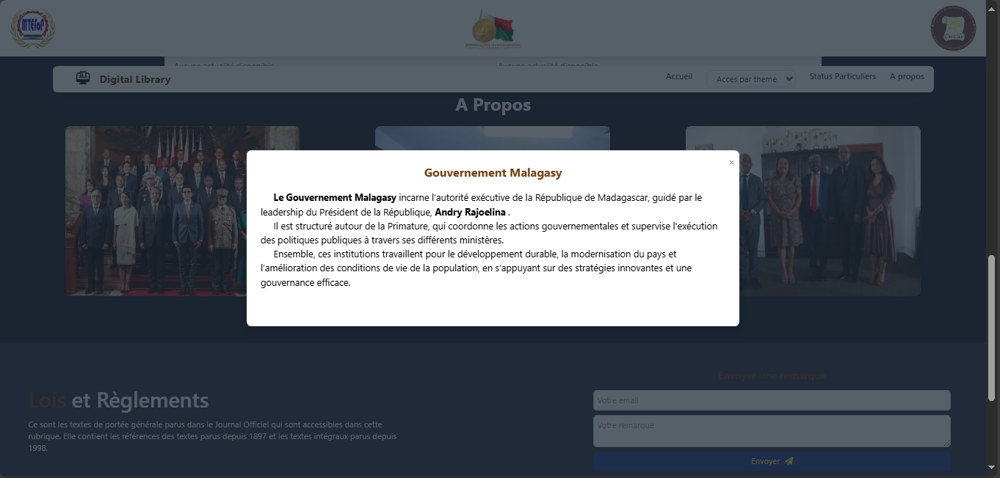 MTEFoP
Aucune actualité disponible
Aucune actualité disponible
Digital Library
Accueil
Acces par theme
Status Particuliers
A propos
A Propos
×
Gouvernement Malagasy
Le Gouvernement Malagasy incarne l'autorité exécutive de la République de Madagascar, guidé par le
leadership du Président de la République, Andry Rajoelina .
Il est structuré autour de la Primature, qui coordonne les actions gouvernementales et supervise l'exécution
des politiques publiques à travers ses différents ministères.
Ensemble, ces institutions travaillent pour le développement durable, la modernisation du pays et
l'amélioration des conditions de vie de la population, en s'appuyant sur des stratégies innovantes et une
gouvernance efficace.
Envoyer une remarque
Lois et Règlements
Votre email
Ce sont les textes de portée générale parus dans le Journal Officiel qui sont accessibies dans cette
rubrique. Elle contient les références des textes parus depuis 1897 et les textes intégraux parus depuis
1998.
Votre remarque
Envoyer